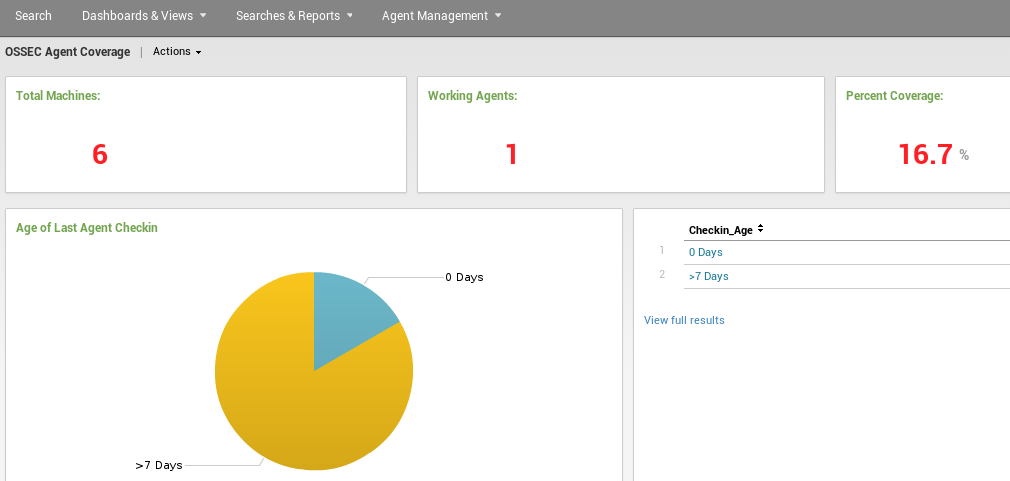 Search Dashboards & Views Searches & Reports Agent Management
OSSEC Agent Coverage | Actions
Total Machines: Working Agents: Percent Coverage:
6 1 16.7 %
Age of Last Agent Checkin
Checkin_Age
1 0 Days
2 >7 Days
0 Days
View full results
>7 Days